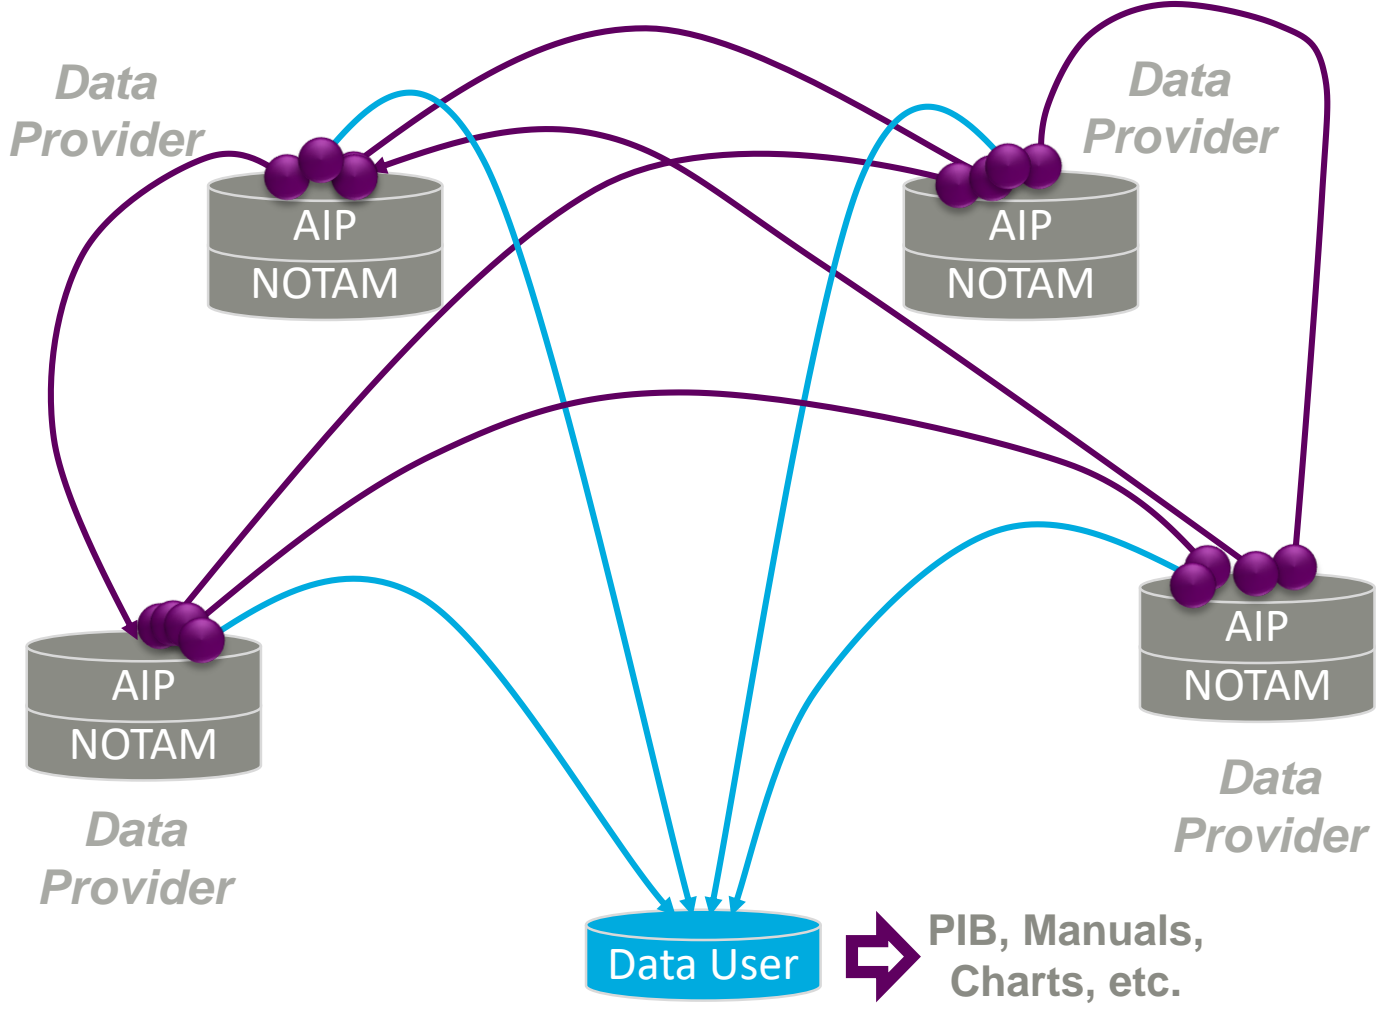 Data
Provider
AIP
NOTAM
Data
Provider
AIP
NOTAM
AIP
NOTAM
Data
Provider
AIP
NOTAM
Data
Provider
Data User
PIB, Manuals,
Charts, etc.